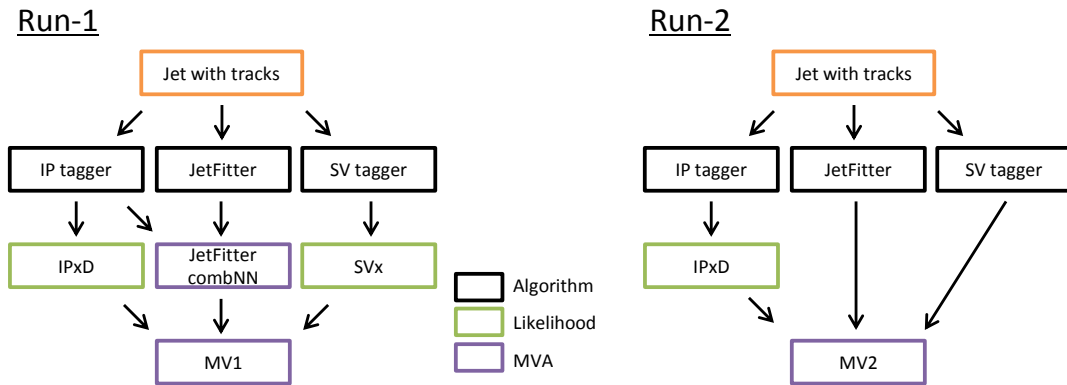 Run-1
Jet with tracks
IP tagger
JetFitter
SV tagger
IPxD
JetFitter
combNN
SVx
MV1
Algorithm
Likelihood
MVA
Run-2
Jet with tracks
IP tagger
JetFitter
SV tagger
IPxD
MV2